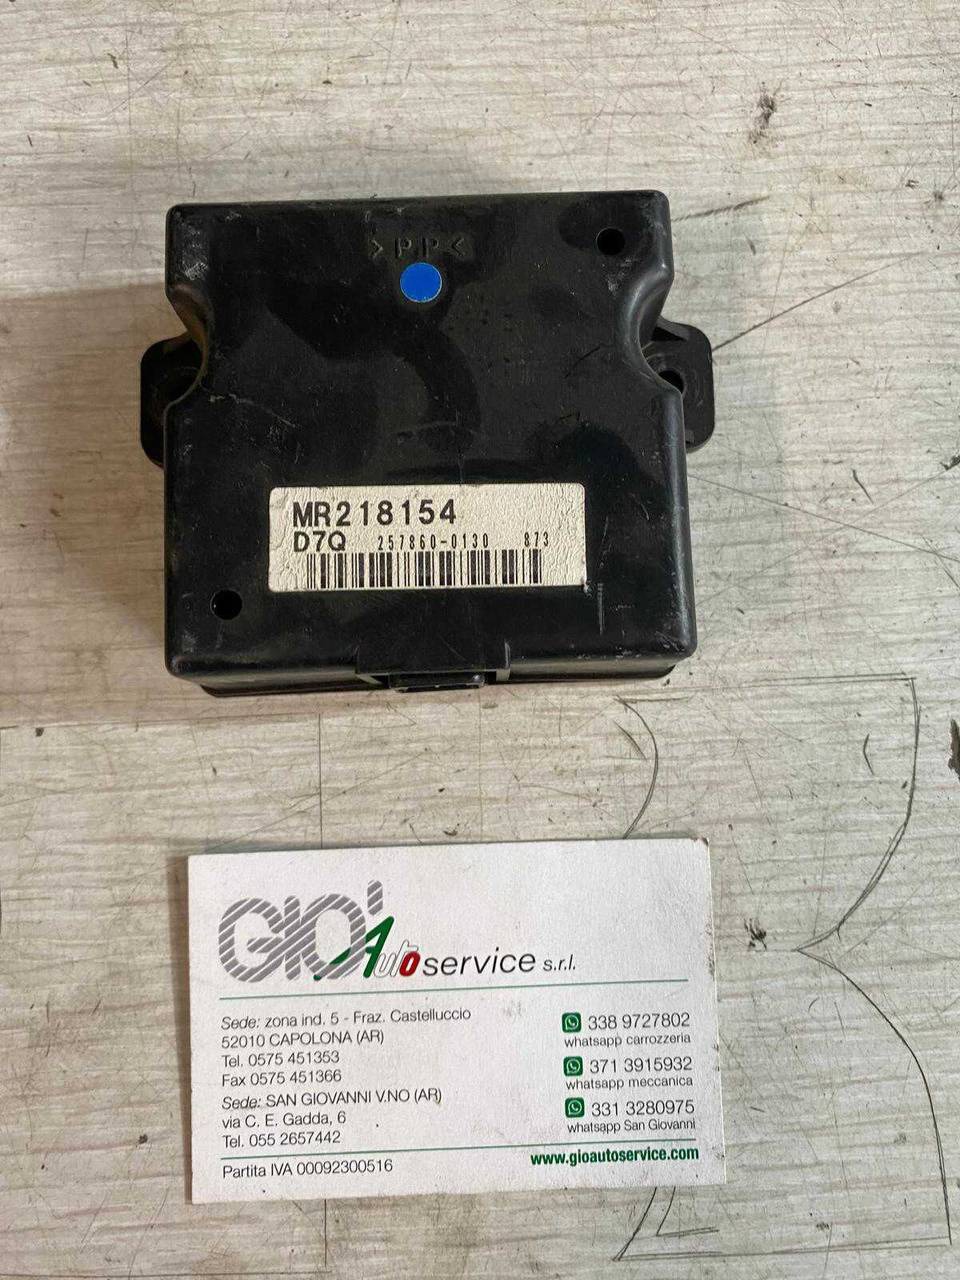 >PP<
MR218154
D7Q 257860-0130 873
GIO' Autoservice s.r.l.
Sede: zona ind. 5 - Fraz. Castelluccio
52010 CAPOLONA (AR)
Tel. 0575 451353
Fax 0575 451366
Sede: SAN GIOVANNI V.NO (AR)
via C. E. Gadda, 6
Tel. 055 2657442
Partita IVA 00092300516
338 9727802
whatsapp carrozzeria
371 3915932
whatsapp meccanica
331 3280975
whatsapp San Giovanni
www.gioautoservice.com